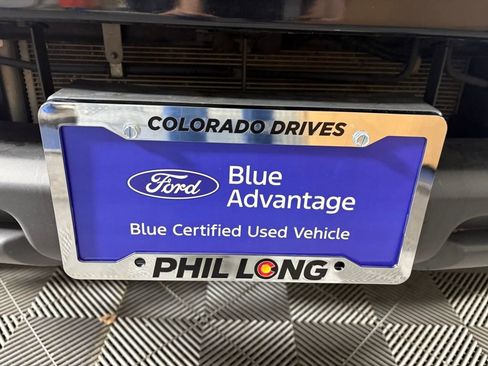 COLORADO DRIVES
Ford
Blue
Advantage
Blue Certified Used Vehicle
PHIL LONG